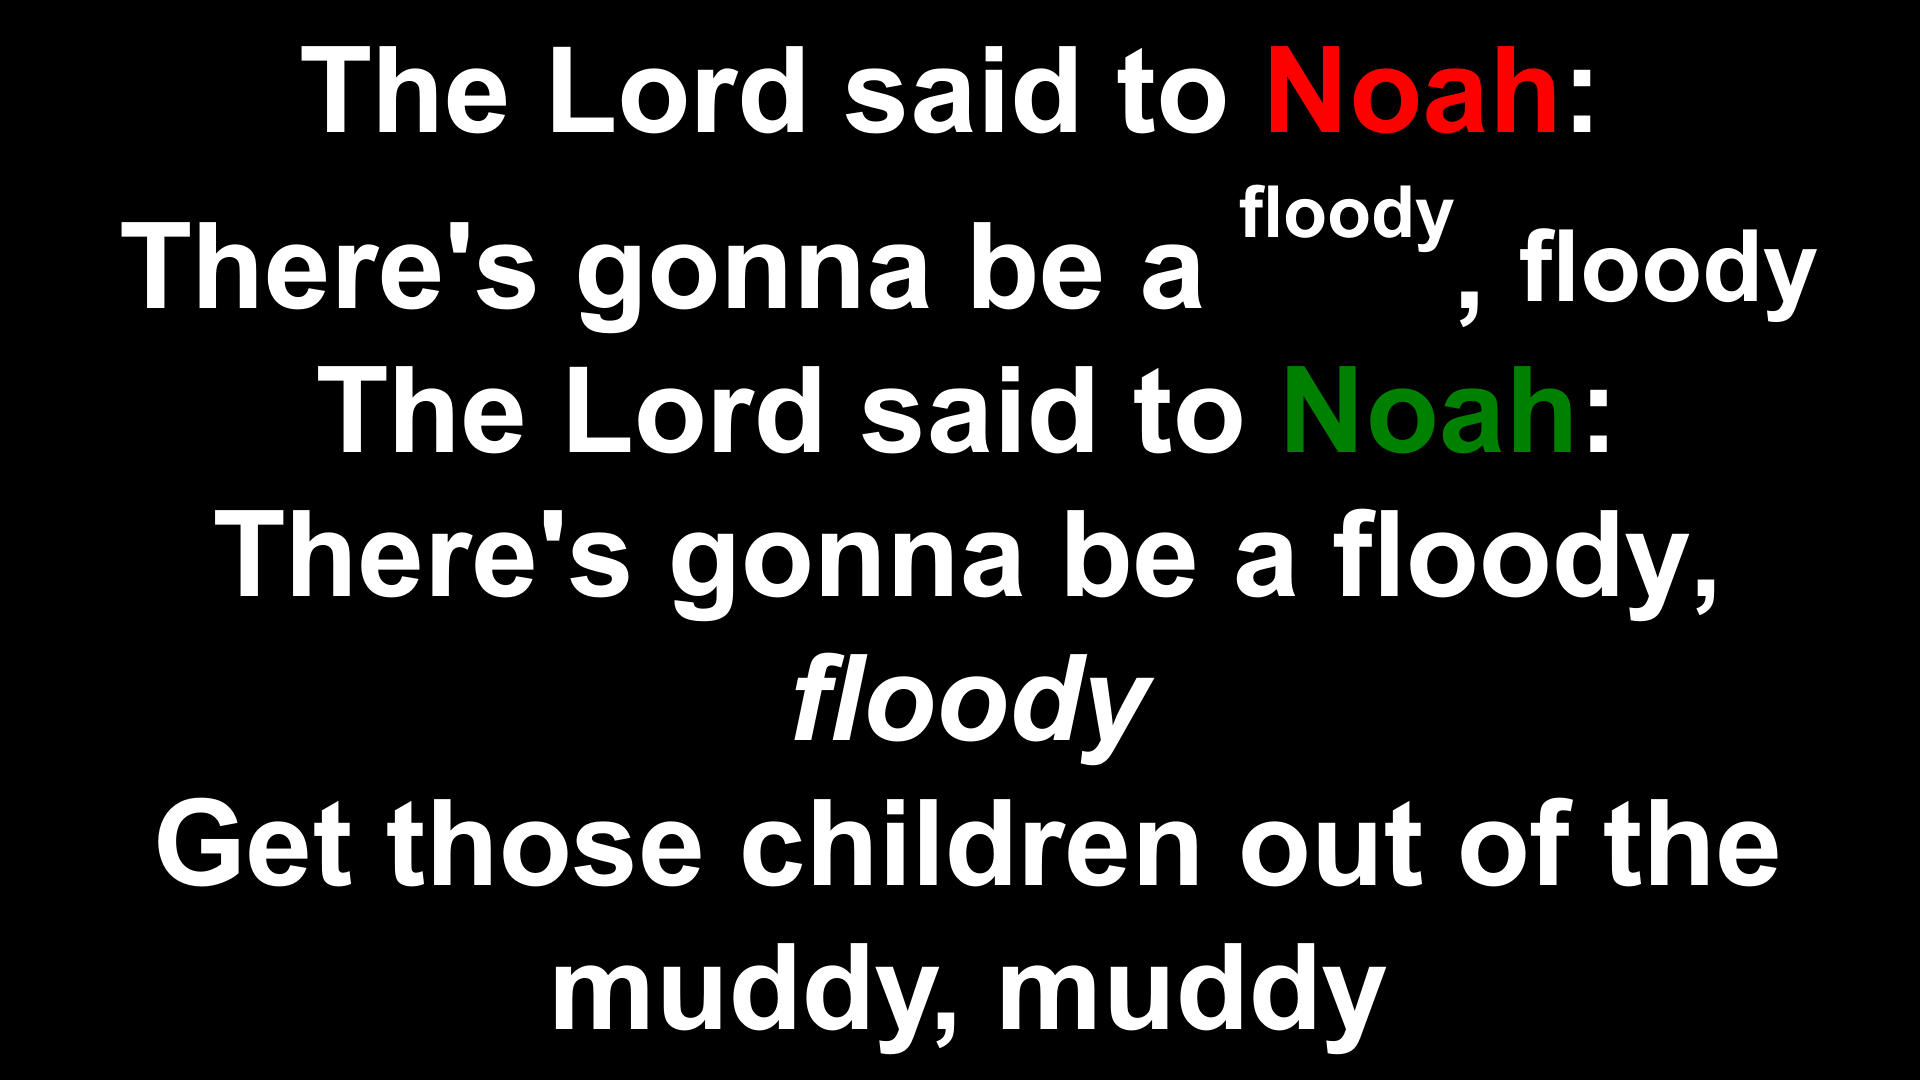 The Lord said to Noah:
There's gonna be a floody, floody
The Lord said to Noah:
There's gonna be a floody,
floody
Get those children out of the
muddy, muddy